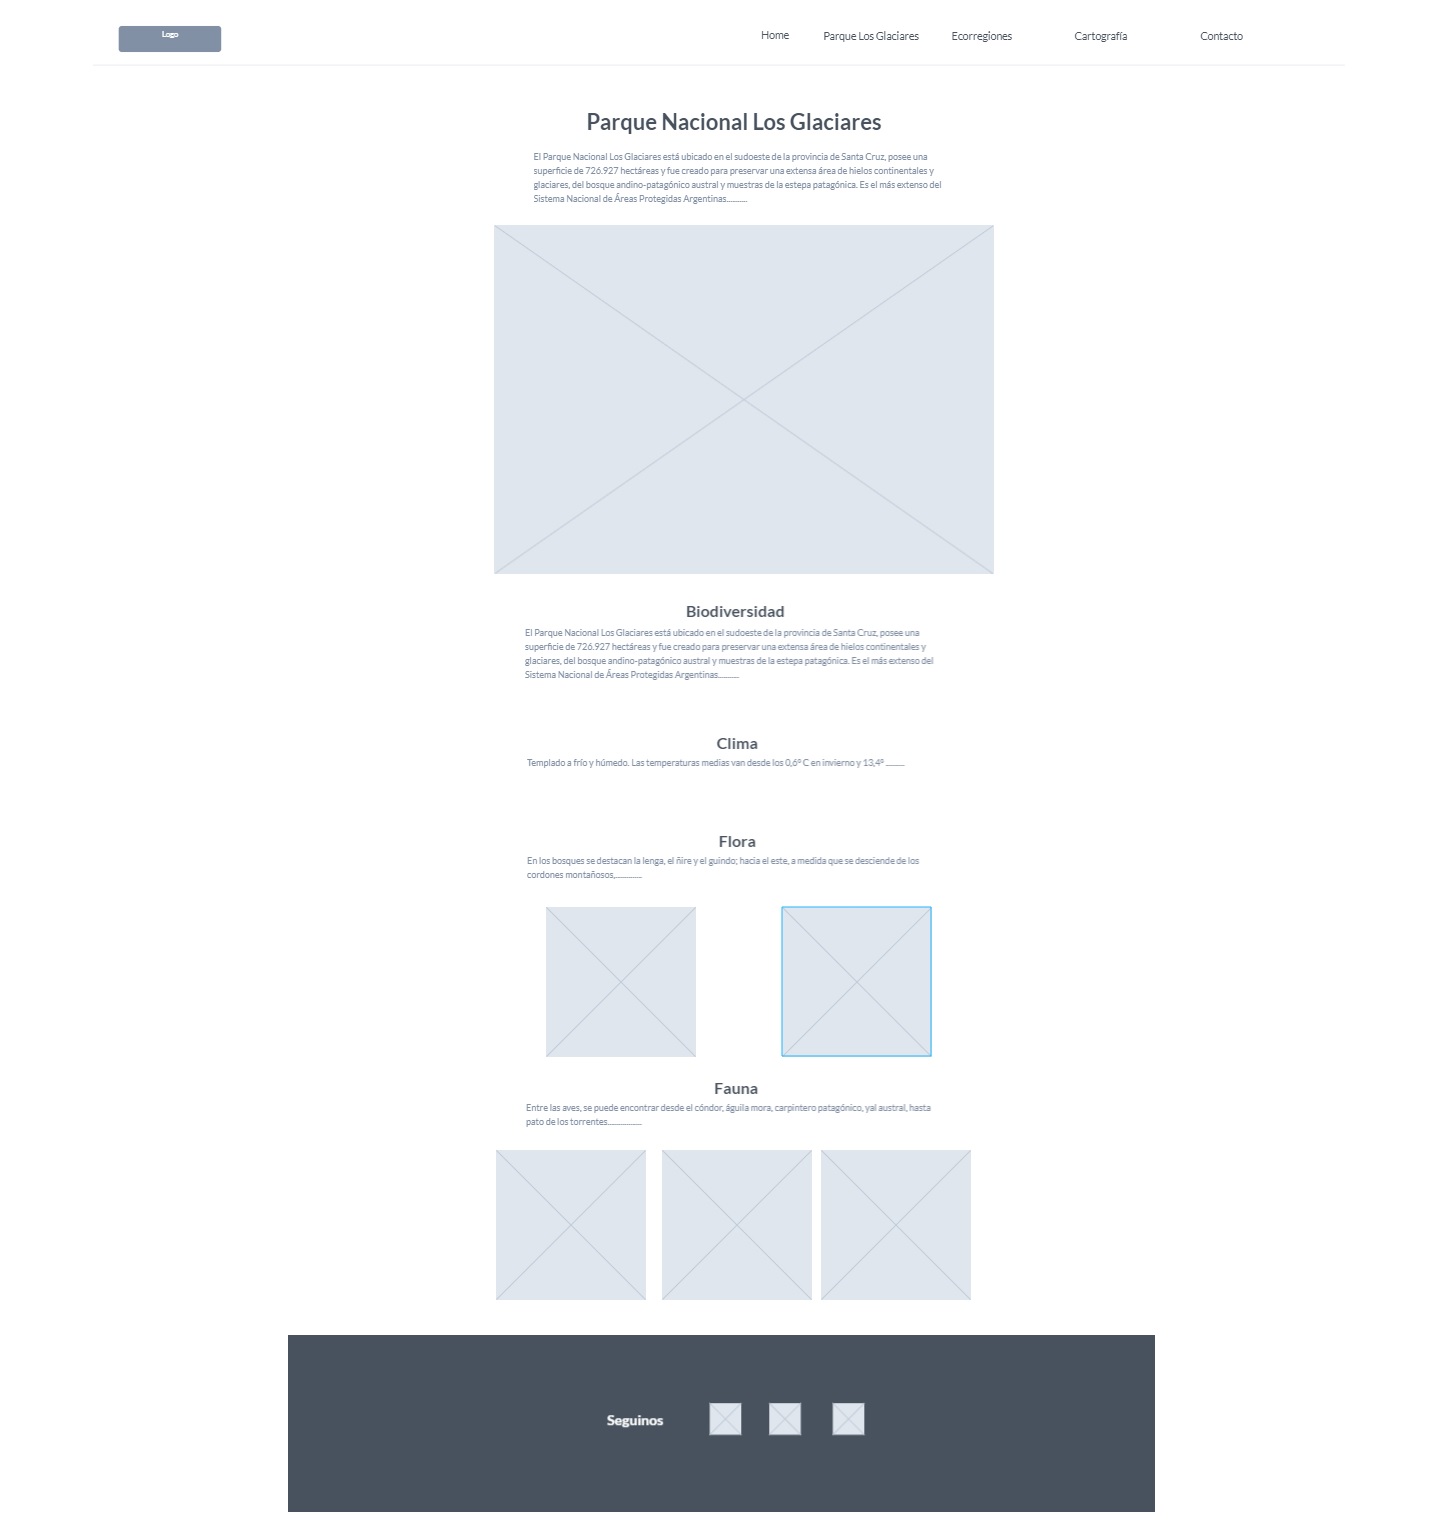 Logo
Home Parque Los Glaciares Ecorregiones Cartografía Contacto
Parque Nacional Los Glaciares
El Parque Nacional Los Glaciares está ubicado en el sudoeste de la provincia de Santa Cruz, posee una
superficie de 726.927 hectáreas y fue creado para preservar una extensa área de hielos continentales y
glaciares, del bosque andino-patagónico austral y muestras de la estepa patagónica. Es el más extenso del
Sistema Nacional de Áreas Protegidas Argentinas..........
Biodiversidad
El Parque Nacional Los Glaciares está ubicado en el sudoeste de la provincia de Santa Cruz, posee una
superficie de 726.927 hectáreas y fue creado para preservar una extensa área de hielos continentales y
glaciares, del bosque andino-patagónico austral y muestras de la estepa patagónica. Es el más extenso del
Sistema Nacional de Áreas Protegidas Argentinas..........
Clima
Templado a frío y húmedo. Las temperaturas medias van desde los 0,6º C en invierno y 13,4º .........
Flora
En los bosques se destacan la lenga, el ñire y el guindo; hacia el este, a medida que se desciende de los
cordones montañosos,.............
Fauna
Entre las aves, se puede encontrar desde el cóndor, águila mora, carpintero patagónico, yal austral, hasta
pato de los torrentes.................
Seguinos